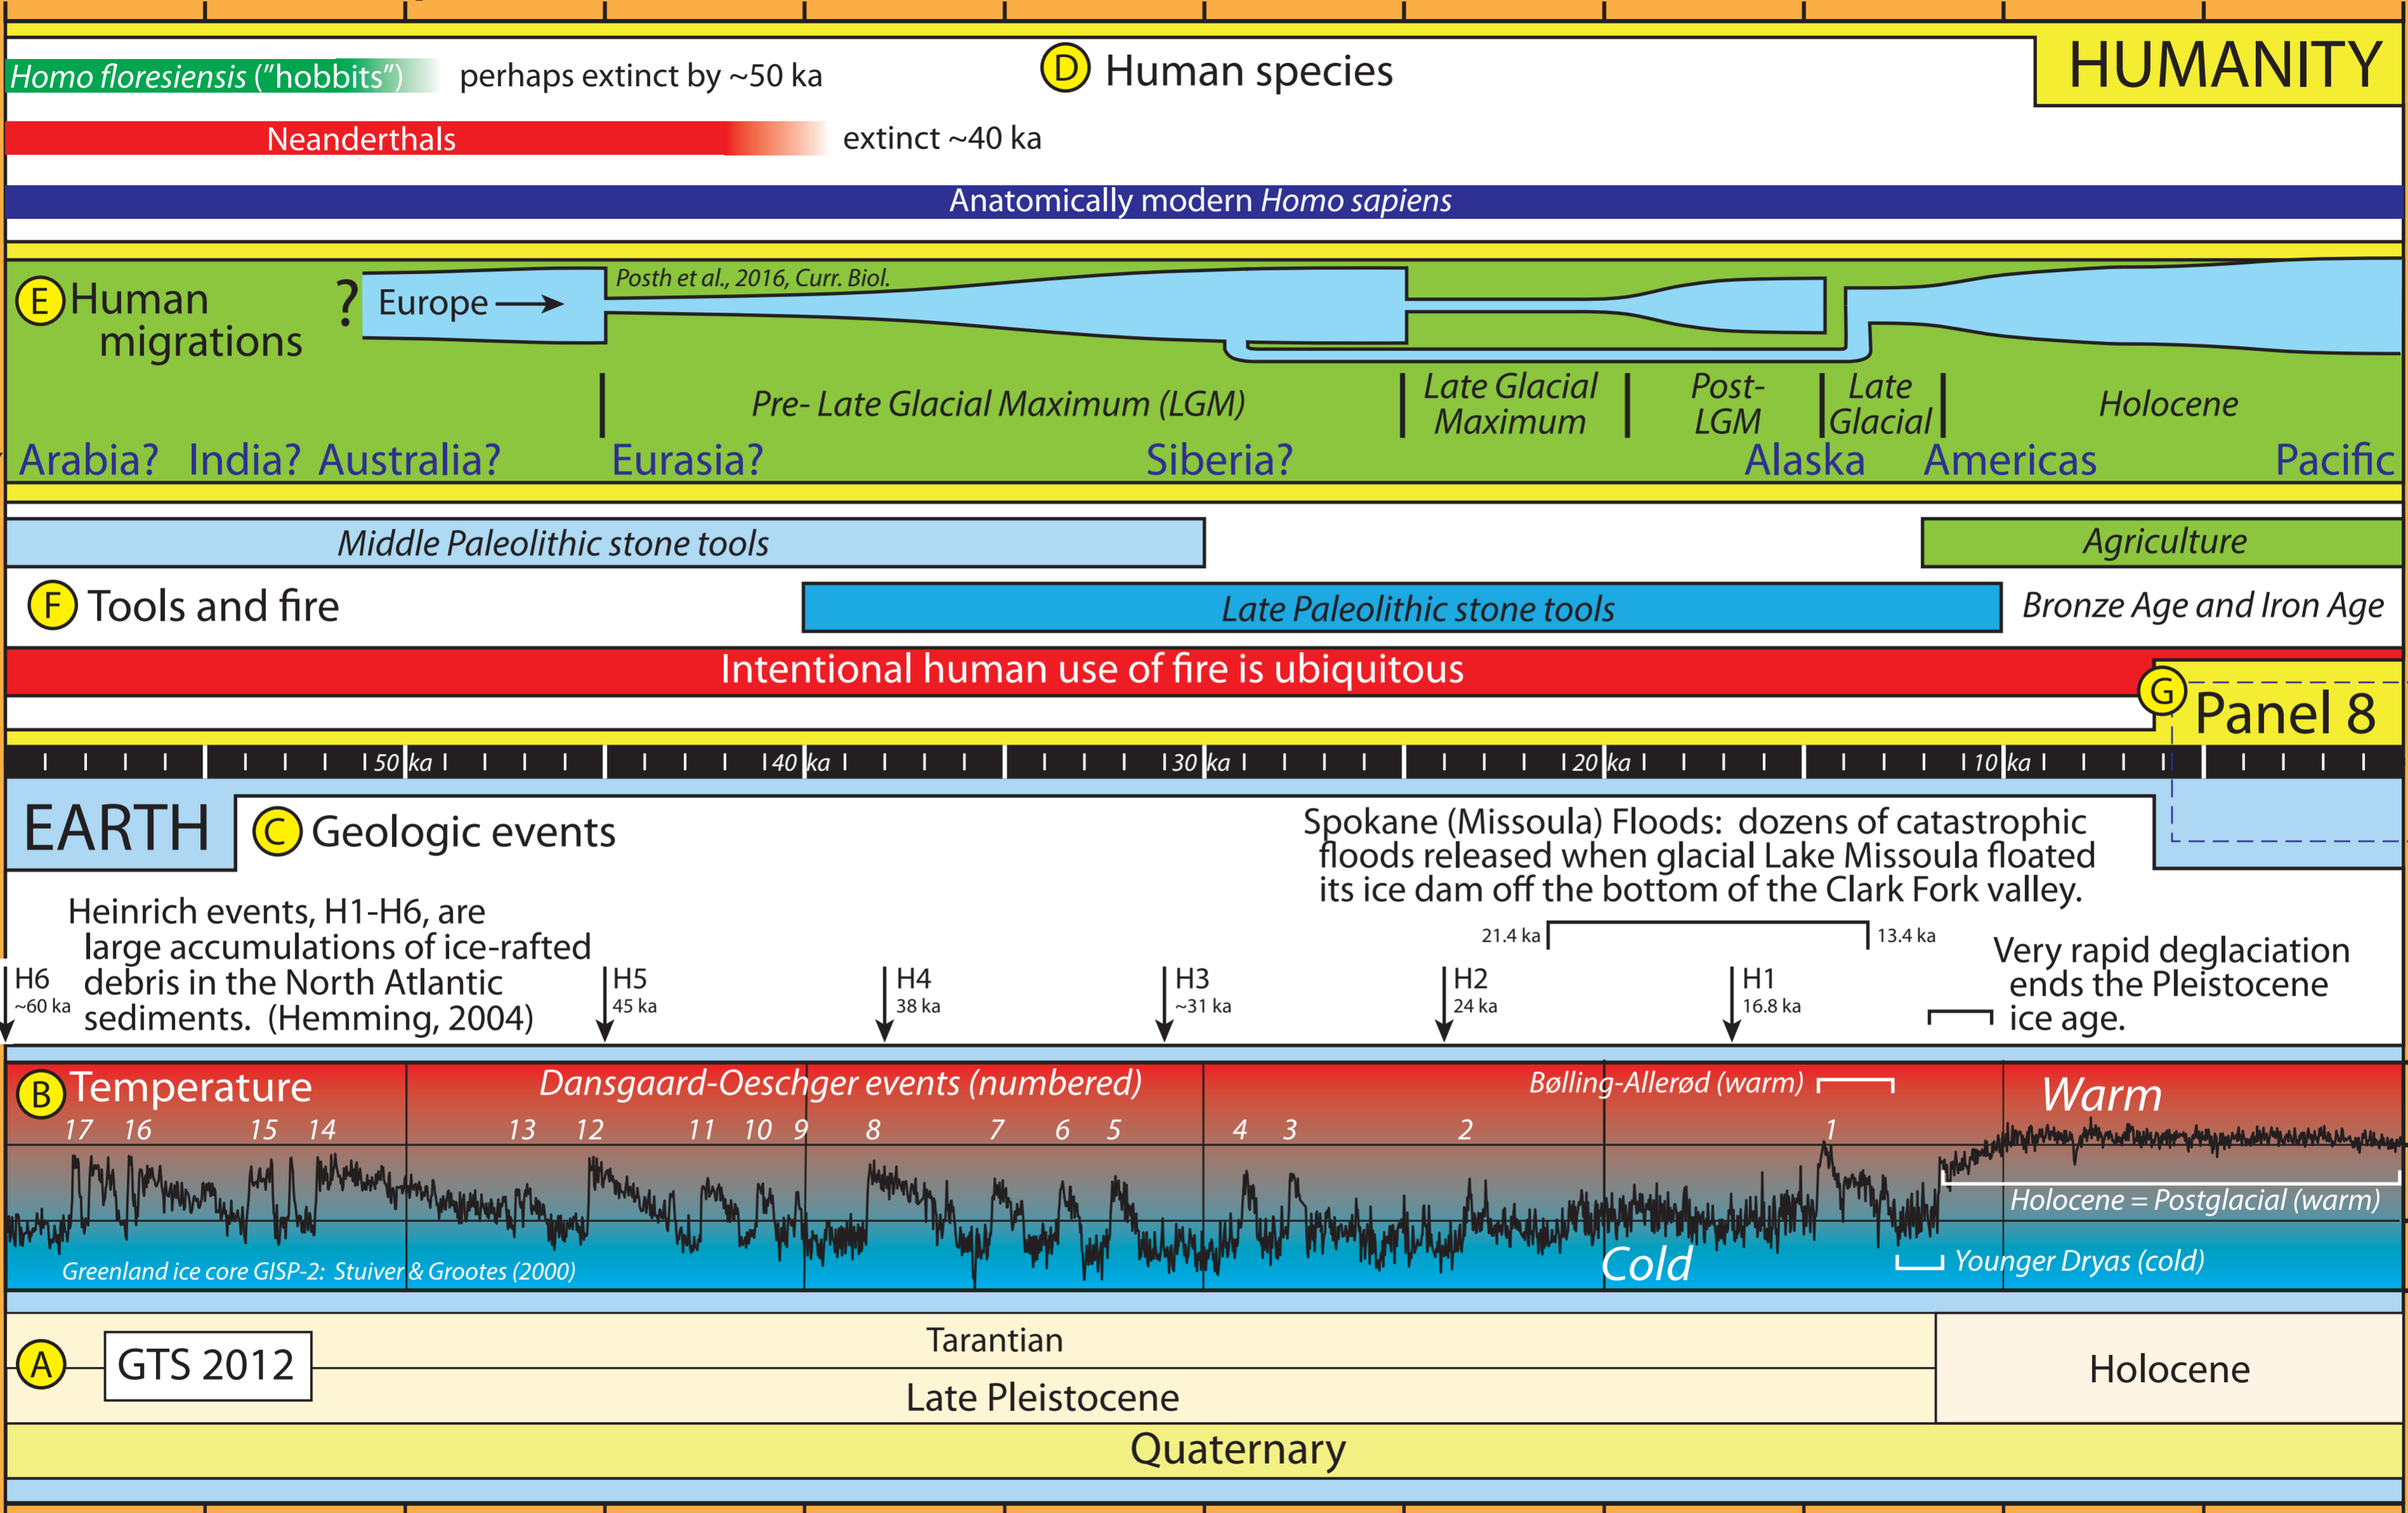 HUMANITY
Homo floresiensis ("hobbits")
perhaps extinct by ~50 ka
D
Human species
Neanderthals
extinct ~40 ka
Anatomically modern Homo sapiens
E
Human
migrations
?
Europe
Posth et al., 2016, Curr. Biol.
Pre- Late Glacial Maximum (LGM)
Late Glacial
Maximum
Post-
LGM
Late
Glacial
Holocene
Arabia?
India?
Australia?
Eurasia?
Siberia?
Alaska
Americas
Pacific
Middle Paleolithic stone tools
Agriculture
F
Tools and fire
Late Paleolithic stone tools
Bronze Age and Iron Age
Intentional human use of fire is ubiquitous
G
Panel 8
50 ka
40 ka
30 ka
20 ka
10 ka
EARTH
C
Geologic events
Spokane (Missoula) Floods: dozens of catastrophic
floods released when glacial Lake Missoula floated
its ice dam off the bottom of the Clark Fork valley.
21.4 ka
13.4 ka
Heinrich events, H1-H6, are
large accumulations of ice-rafted
debris in the North Atlantic
sediments. (Hemming, 2004)
H6
~60 ka
H5
45 ka
H4
38 ka
H3
~31 ka
H2
24 ka
H1
16.8 ka
Very rapid deglaciation
ends the Pleistocene
ice age.
B
Temperature
Dansgaard-Oeschger events (numbered)
Bølling-Allerød (warm)
Warm
17 16 15 14 13 12 11 10 9 8 7 6 5 4 3 2 1
Holocene = Postglacial (warm)
Greenland ice core GISP-2: Stuiver & Grootes (2000)
Cold
Younger Dryas (cold)
A
GTS 2012
Tarantian
Late Pleistocene
Holocene
Quaternary